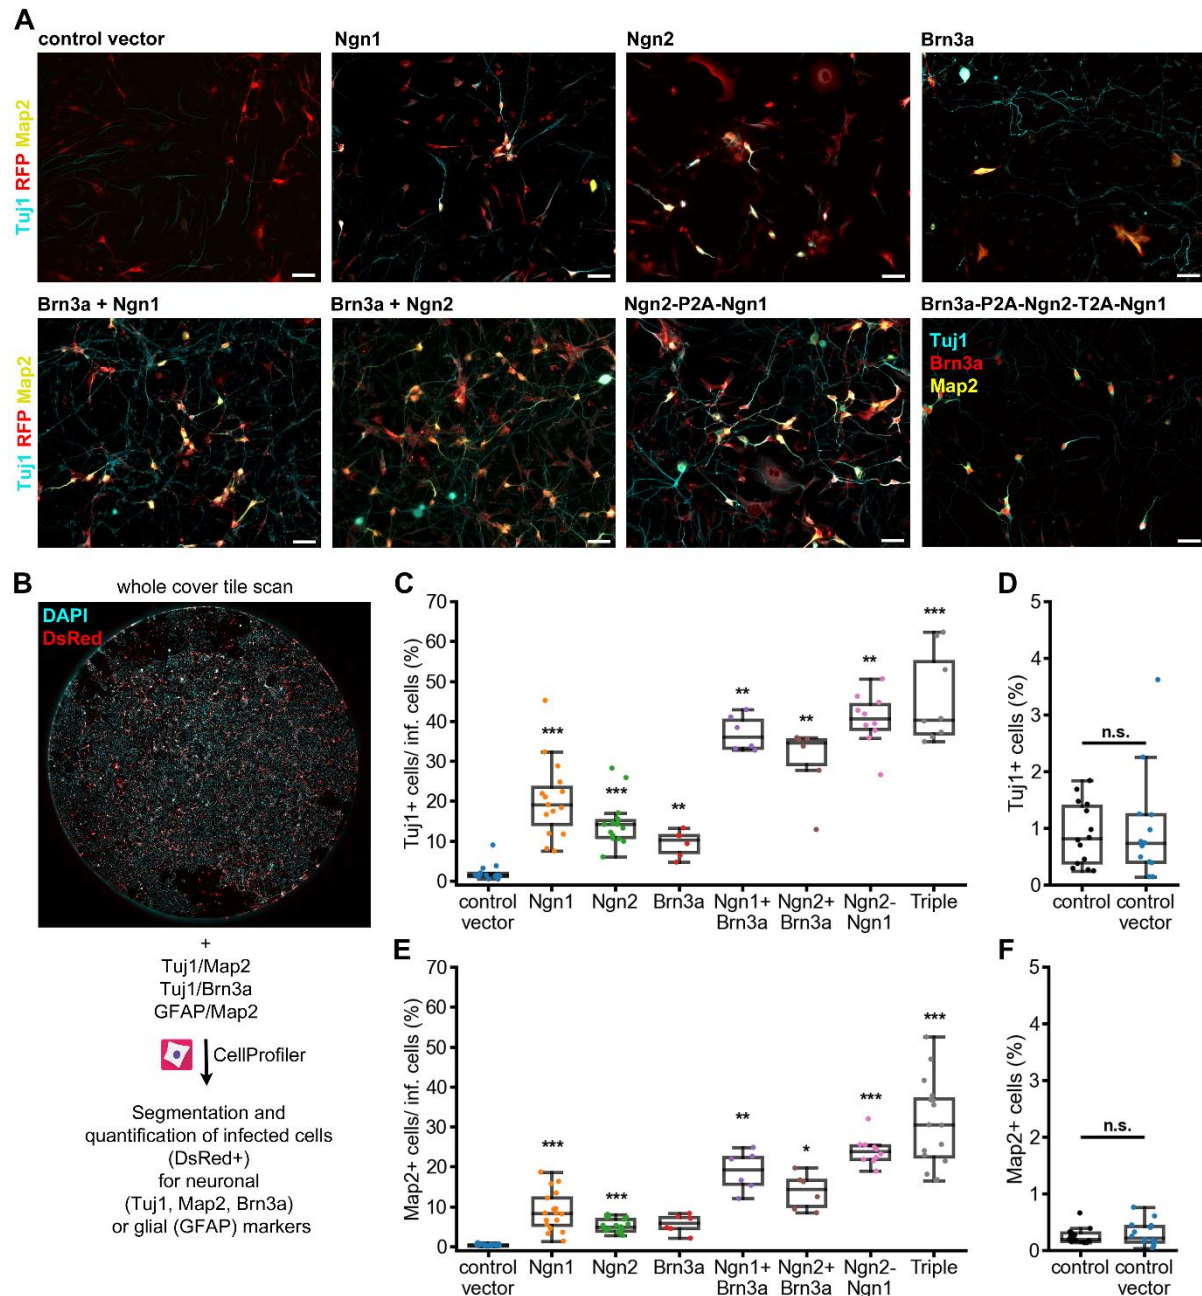 A
control vector
Ngn1
Ngn2
Brn3a
Tuj1 RFP Map2
Brn3a + Ngn1
Brn3a + Ngn2
Ngn2-P2A-Ngn1
Brn3a-P2A-Ngn2-T2A-Ngn1
Tuj1 RFP Map2
Tuj1
Brn3a
Map2
B
whole cover tile scan
DAPI
DsRed
+
Tuj1/Map2
Tuj1/Brn3a
GFAP/Map2
CellProfiler
Segmentation and
quantification of infected cells
(DsRed+)
for neuronal
(Tuj1, Map2, Brn3a)
or glial (GFAP) markers
C
Tuj1+ cells/ inf. cells (%)
70
60
50
40
30
20
10
0
***
***
**
**
**
**
***
control vector
Ngn1
Ngn2
Brn3a
Ngn1+ Brn3a
Ngn2+ Brn3a
Ngn2- Ngn1
Triple
D
Tuj1+ cells (%)
5
4
3
2
1
0
n.s.
control
control vector
E
Map2+ cells/ inf. cells (%)
70
60
50
40
30
20
10
0
***
***
**
*
***
***
control vector
Ngn1
Ngn2
Brn3a
Ngn1+ Brn3a
Ngn2+ Brn3a
Ngn2- Ngn1
Triple
F
Map2+ cells (%)
5
4
3
2
1
0
n.s.
control
control vector